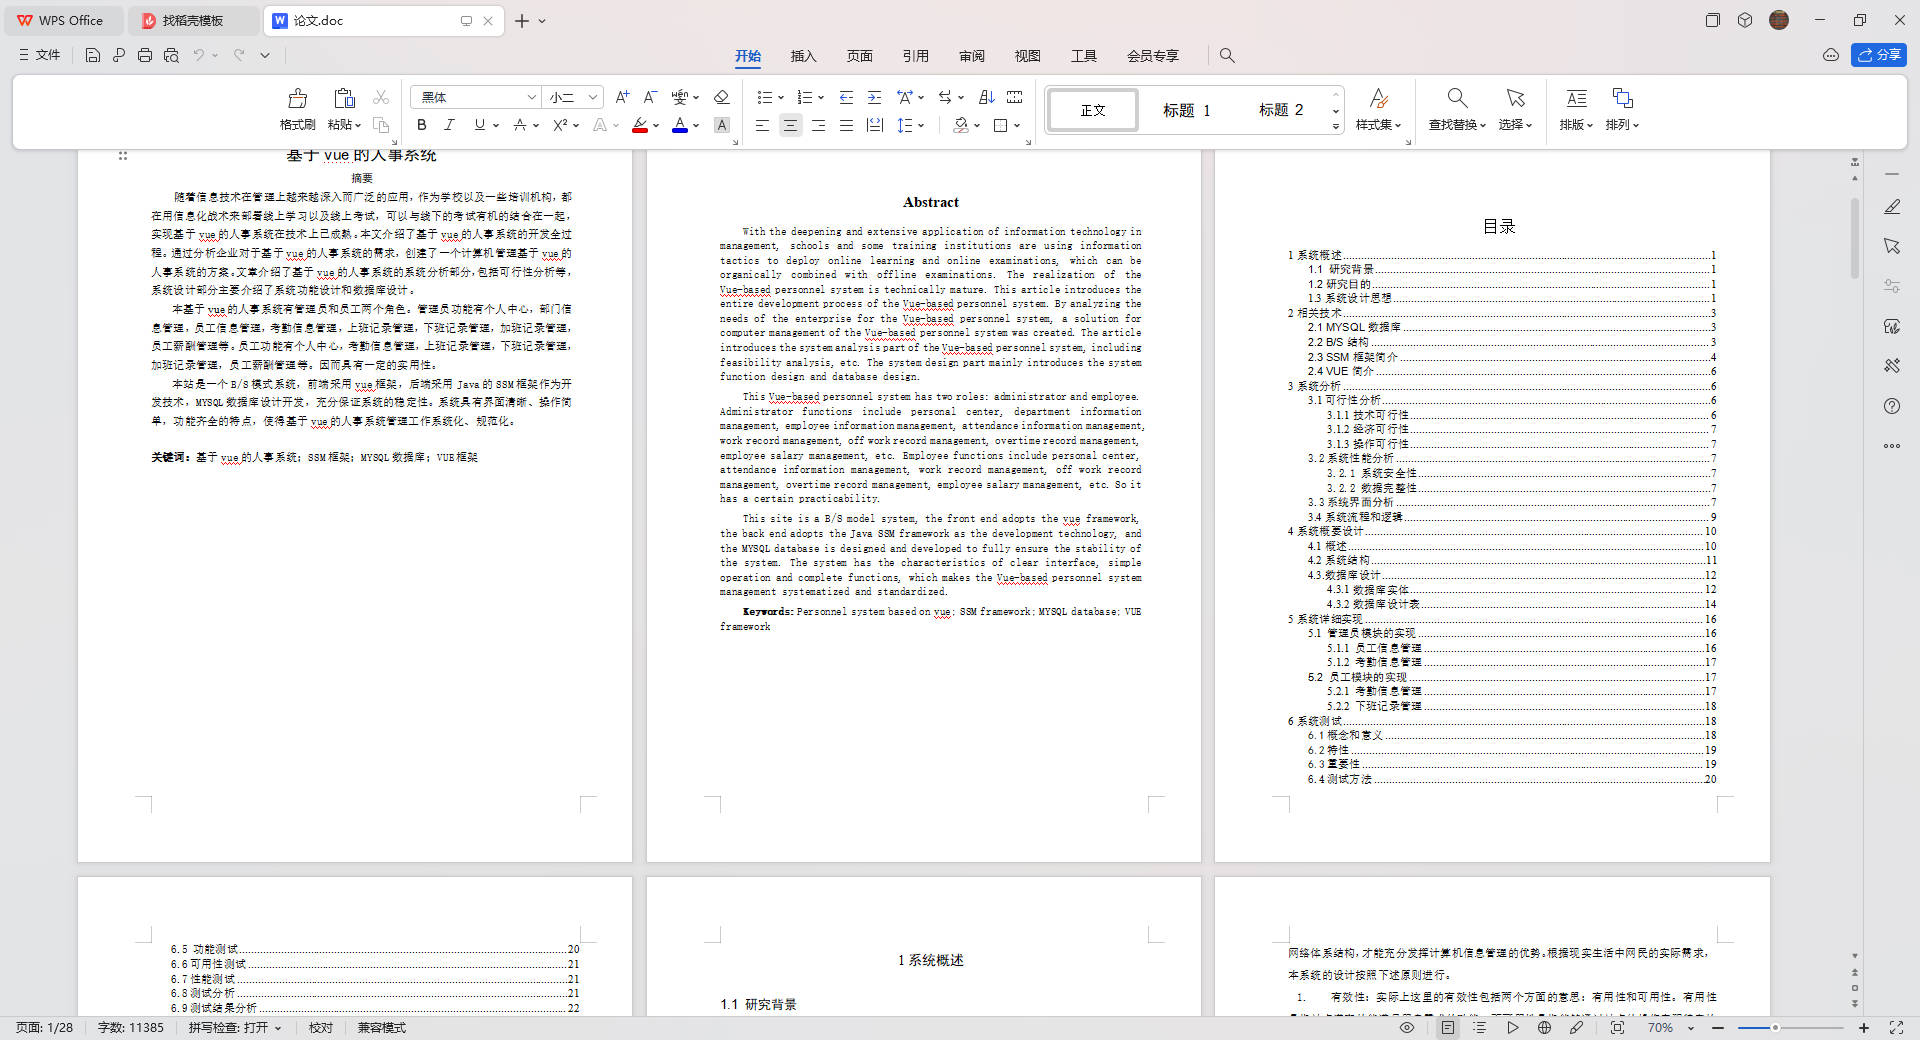 WPS Office
找稻壳模板
论文.doc
文件
开始
插入
页面
引用
审阅
视图
工具
会员专享
分享
格式刷
粘贴
黑体
小二
正文
标题 1
标题 2
样式集
查找替换
选择
排版
排列
基于 vue 的人事系统
摘要
随着信息技术在管理上越来越深入而广泛的应用，作为学校以及一些培训机构，都
在用信息化战术来部署线上学习以及线上考试，可以与线下的考试有机的结合在一起，
实现基于 vue 的人事系统在技术上已成熟。本文介绍了基于 vue 的人事系统的开发全过
程。通过分析企业对于基于 vue 的人事系统的需求，创建了一个计算机管理基于 vue 的
人事系统的方案。文章介绍了基于 vue 的人事系统的系统分析部分，包括可行性分析等，
系统设计部分主要介绍了系统功能设计和数据库设计。
本基于 vue 的人事系统有管理员和员工两个角色。管理员功能有个人中心，部门信
息管理，员工信息管理，考勤信息管理，上班记录管理，下班记录管理，加班记录管理，
员工薪酬管理等。员工功能有个人中心，考勤信息管理，上班记录管理，下班记录管理，
加班记录管理，员工薪酬管理等。因而具有一定的实用性。
本站是一个 B/S 模式系统，前端采用 vue 框架，后端采用 Java 的 SSM 框架作为开
发技术，MYSQL 数据库设计开发，充分保证系统的稳定性。系统具有界面清晰、操作简
单，功能齐全的特点，使得基于 vue 的人事系统管理工作系统化、规范化。
关键词：基于 vue 的人事系统；SSM 框架；MYSQL 数据库；VUE 框架
Abstract
With the deepening and extensive application of information technology in
management, schools and some training institutions are using information
tactics to deploy online learning and online examinations, which can be
organically combined with offline examinations. The realization of the
Vue-based personnel system is technically mature. This article introduces the
entire development process of the Vue-based personnel system. By analyzing the
needs of the enterprise for the Vue-based personnel system, a solution for
computer management of the Vue-based personnel system was created. The article
introduces the system analysis part of the Vue-based personnel system, including
feasibility analysis, etc. The system design part mainly introduces the system
function design and database design.
This Vue-based personnel system has two roles: administrator and employee.
Administrator functions include personal center, department information
management, employee information management, attendance information management,
work record management, off work record management, overtime record management,
employee salary management, etc. Employee functions include personal center,
attendance information management, work record management, off work record
management, overtime record management, employee salary management, etc. So it
has a certain practicability.
This site is a B/S model system, the front end adopts the vue framework,
the back end adopts the Java SSM framework as the development technology, and
the MYSQL database is designed and developed to fully ensure the stability of
the system. The system has the characteristics of clear interface, simple
operation and complete functions, which makes the Vue-based personnel system
management systematized and standardized.
Keywords: Personnel system based on vue; SSM framework; MYSQL database; VUE
framework
目录
1 系统概述 1
1.1 研究背景 1
1.2 研究目的 1
1.3 系统设计思想 1
2 相关技术 3
2.1 MYSQL 数据库 3
2.2 B/S 结构 3
2.3 SSM 框架简介 4
2.4 VUE 简介 6
3 系统分析 6
3.1 可行性分析 6
3.1.1 技术可行性 6
3.1.2 经济可行性 7
3.1.3 操作可行性 7
3.2 系统性能分析 7
3.2.1 系统安全性 7
3.2.2 数据完整性 7
3.3 系统界面分析 7
3.4 系统流程和逻辑 9
4 系统概要设计 10
4.1 概述 10
4.2 系统结构 11
4.3.数据库设计 12
4.3.1 数据库实体 12
4.3.2 数据库设计表 14
5 系统详细实现 16
5.1 管理员模块的实现 16
5.1.1 员工信息管理 16
5.1.2 考勤信息管理 17
5.2 员工模块的实现 17
5.2.1 考勤信息管理 17
5.2.2 下班记录管理 18
6 系统测试 18
6.1 概念和意义 18
6.2 特性 19
6.3 重要性 19
6.4 测试方法 20
6.5 功能测试 20
6.6 可用性测试 21
6.7 性能测试 21
6.8 测试分析 21
6.9 测试结果分析 22
1 系统概述
1.1 研究背景
网络体系结构，才能充分发挥计算机信息管理的优势。根据现实生活中网民的实际需求，
本系统的设计按照下述原则进行。
1. 有效性：实际上这里的有效性包括两个方面的意思：有用性和可用性。有用性
页面: 1/28
字数: 11385
拼写检查: 打开
校对
兼容模式
70%